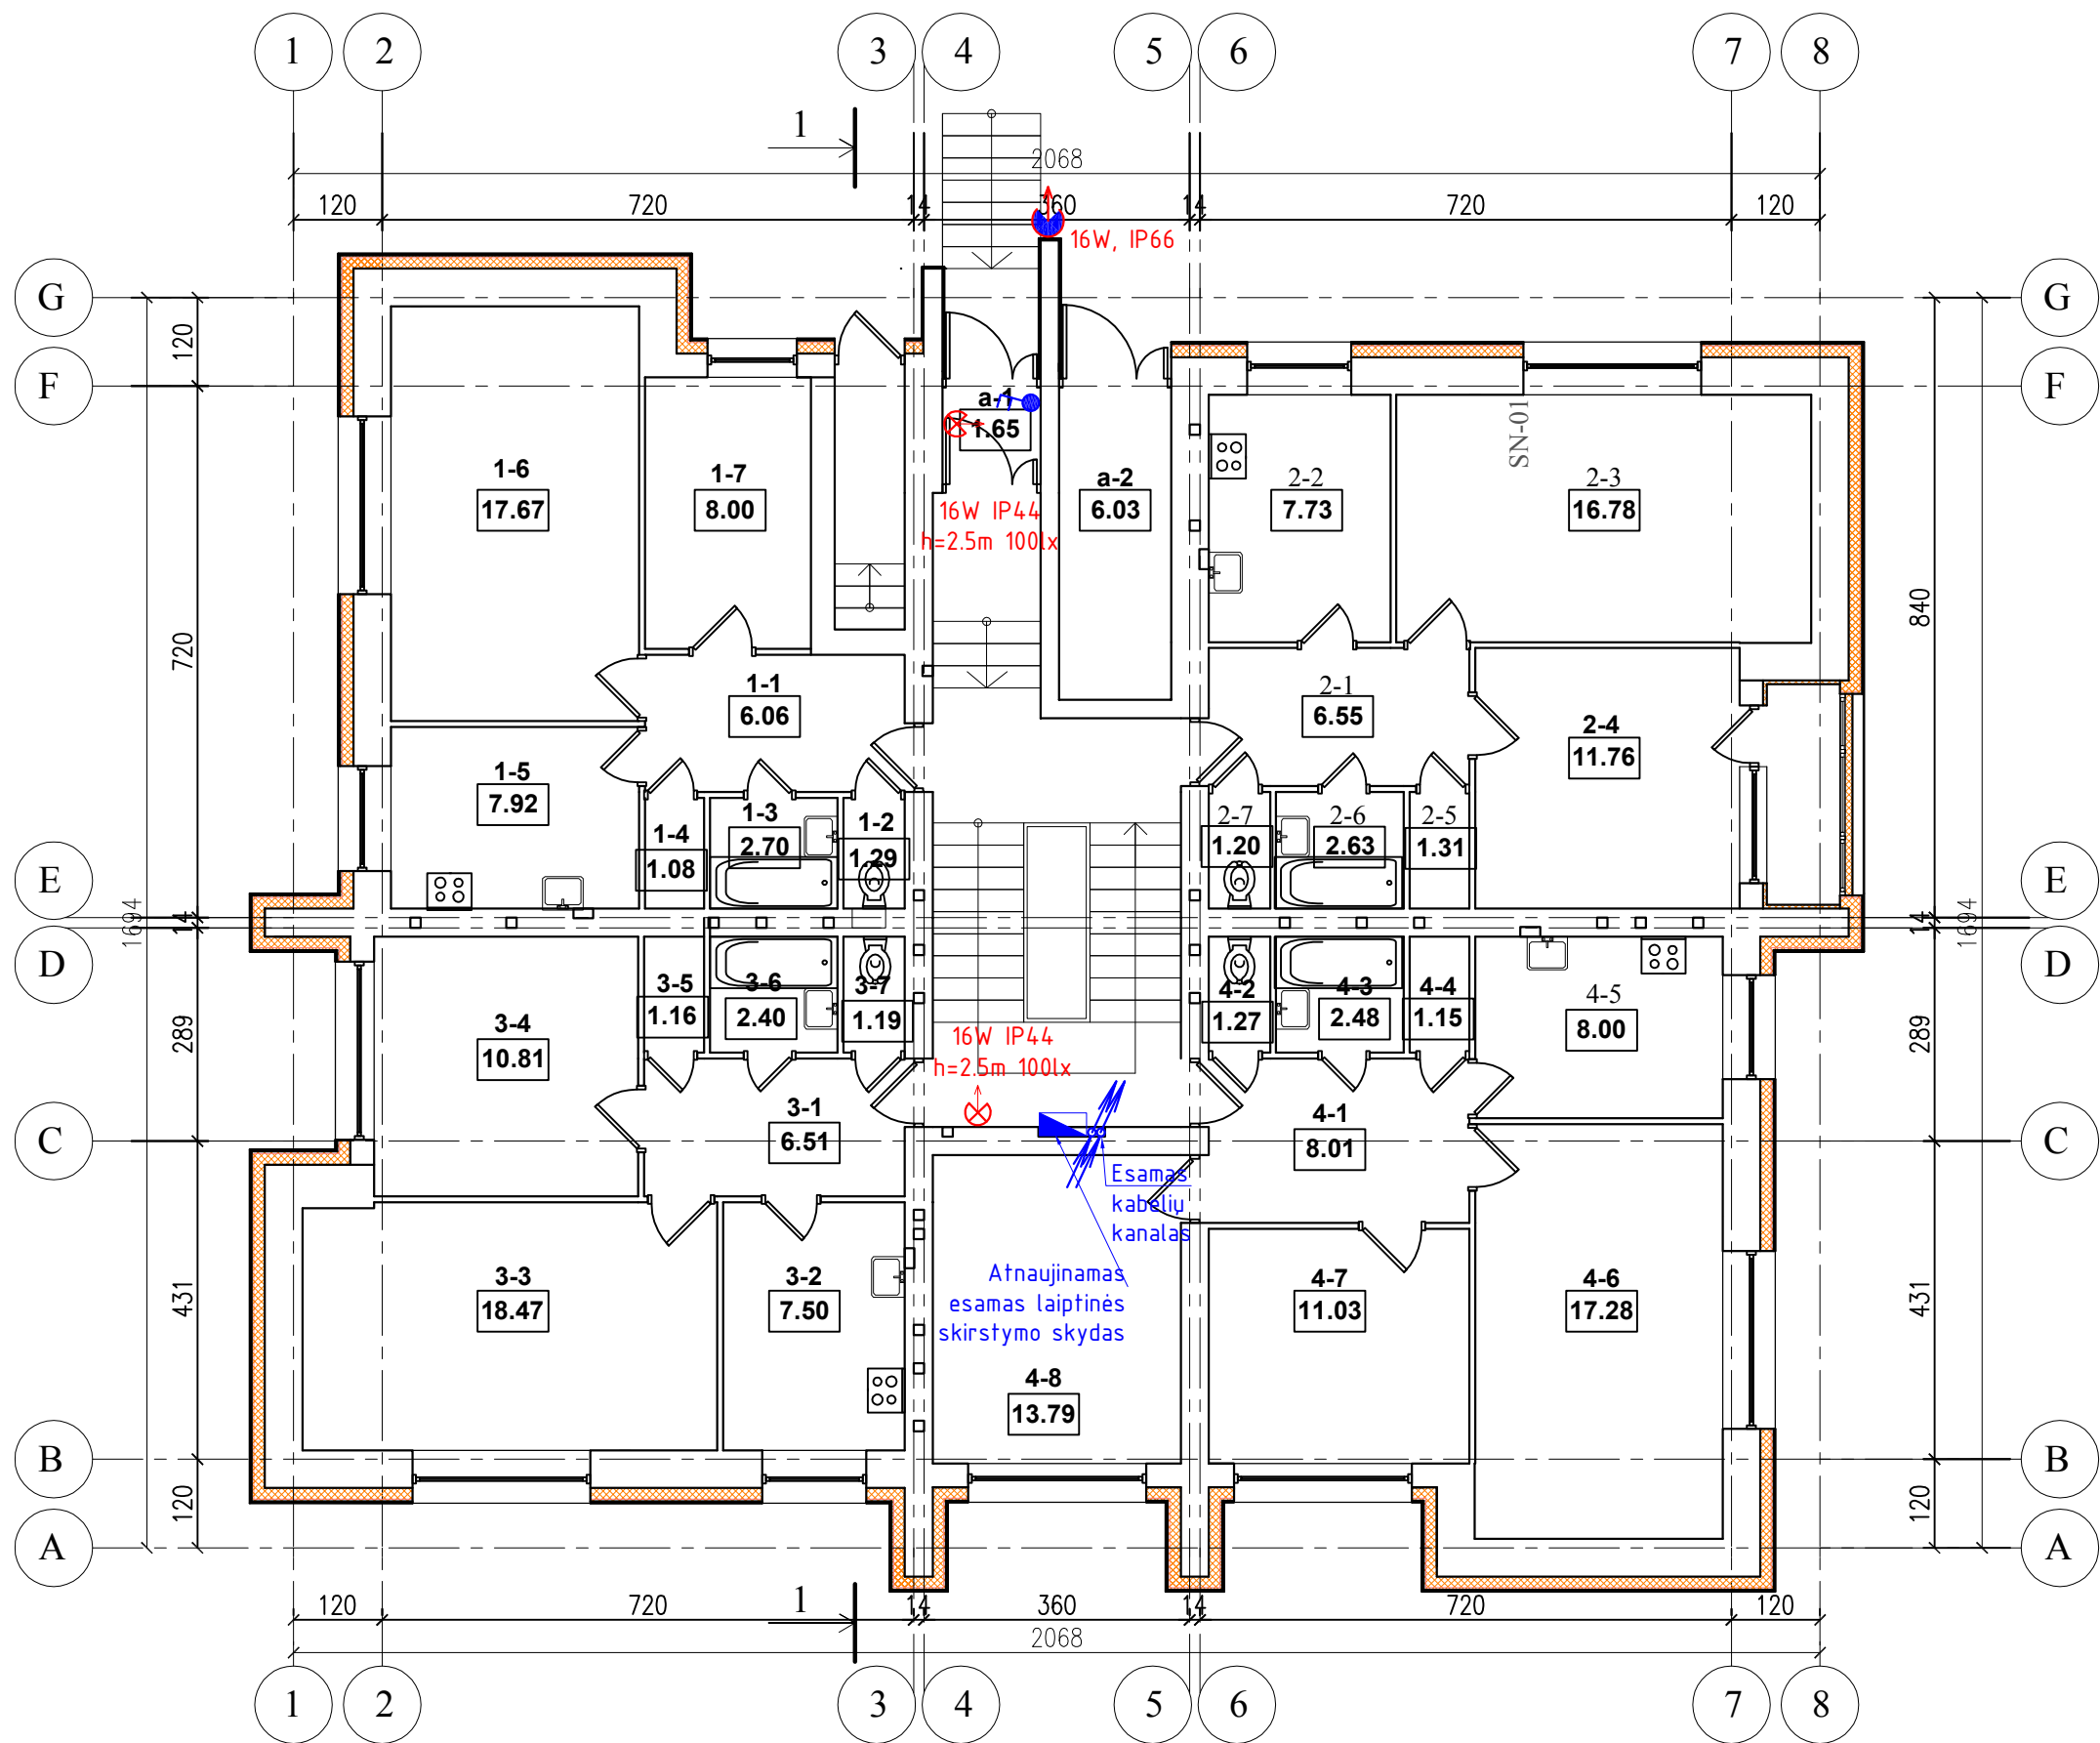 1 2 3 4 5 6 7 8
1
2068
120 720 14 360 14 720 120
16W, IP66
G G
120
F F
a-1
1.65
SN-01
1-6
17.67
1-7
8.00
a-2
6.03
2-2
7.73
2-3
16.78
16W IP44
h=2.5m 100lx
720
840
1-1
6.06
2-1
6.55
2-4
11.76
1-5
7.92
1-4
1.08
1-3
2.70
1-2
1.29
2-7
1.20
2-6
2.63
2-5
1.31
E E
1694 14 14 1694
D D
3-4
10.81
3-5
1.16
3-6
2.40
3-7
1.19
4-2
1.27
4-3
2.48
4-4
1.15
4-5
8.00
289 289
16W IP44
h=2.5m 100lx
C C
3-1
6.51
4-1
8.01
Esamas
kabelių
kanalas
Atnaujinamas
esamas laiptinės
skirstymo skydas
431 431
3-3
18.47
3-2
7.50
4-7
11.03
4-6
17.28
4-8
13.79
B B
120 120
A A
1
120 720 14 360 14 720 120
2068
1 2 3 4 5 6 7 8